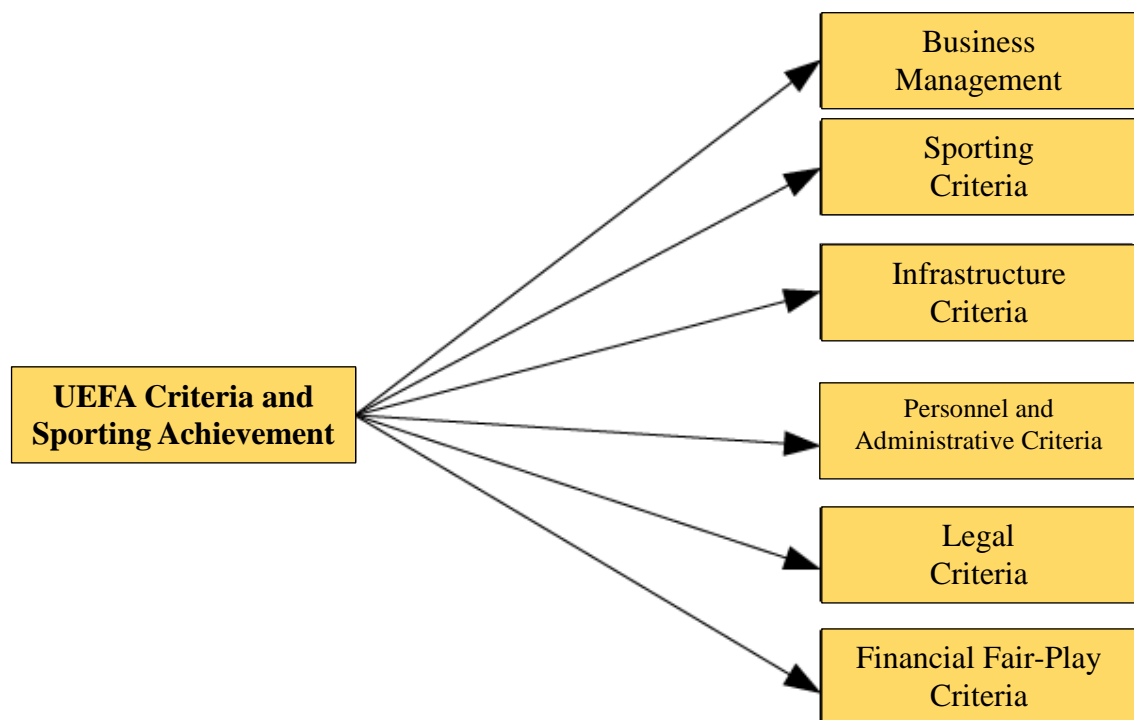 Business
Management
Sporting
Criteria
Infrastructure
Criteria
UEFA Criteria and
Sporting Achievement
Personnel and
Administrative Criteria
Legal
Criteria
Financial Fair-Play
Criteria